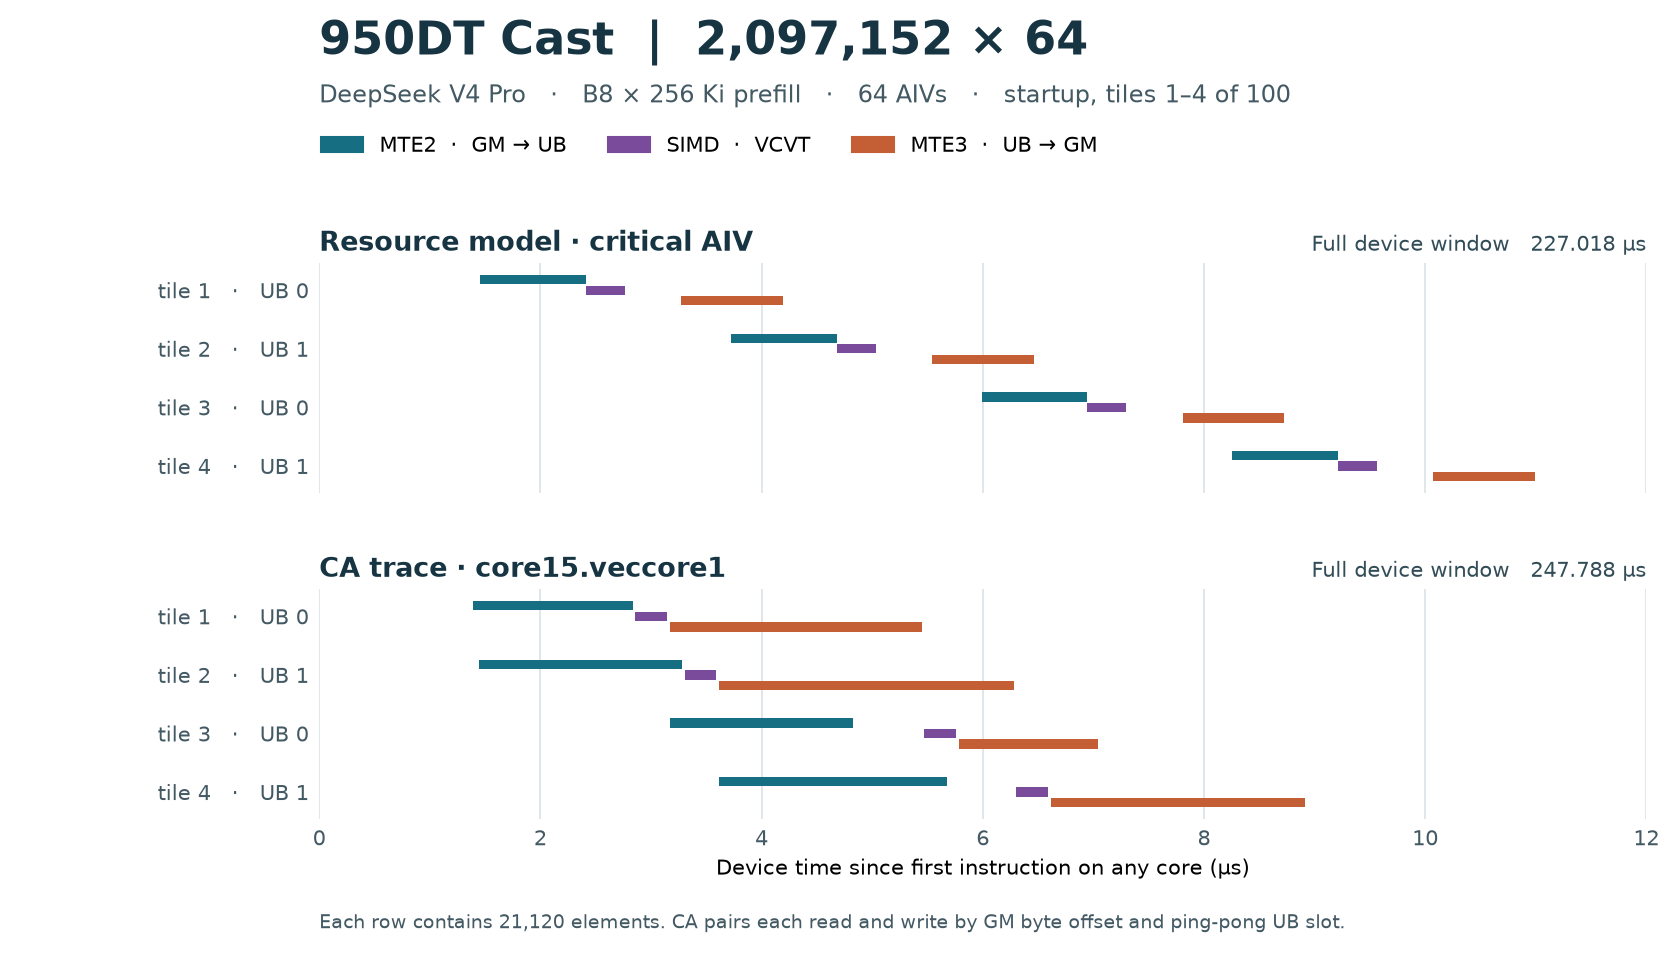 950DT Cast | 2,097,152 × 64
DeepSeek V4 Pro · B8 × 256 Ki prefill · 64 AIVs · startup, tiles 1–4 of 100
MTE2 · GM → UB SIMD · VCVT MTE3 · UB → GM
Resource model · critical AIV Full device window 227.018 µs
tile 1 · UB 0
tile 2 · UB 1
tile 3 · UB 0
tile 4 · UB 1
CA trace · core15.veccore1 Full device window 247.788 µs
tile 1 · UB 0
tile 2 · UB 1
tile 3 · UB 0
tile 4 · UB 1
0 2 4 6 8 10 12
Device time since first instruction on any core (µs)
Each row contains 21,120 elements. CA pairs each read and write by GM byte offset and ping-pong UB slot.